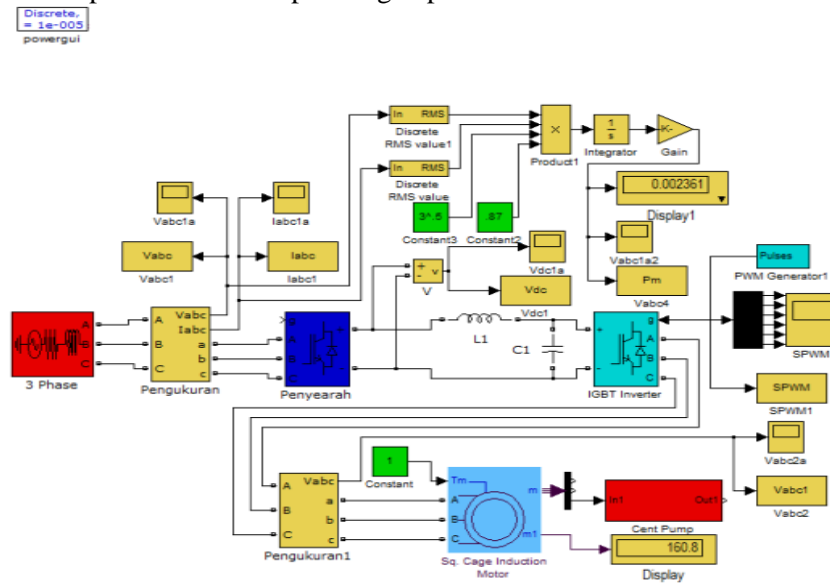 Discrete,
= 1e-005
powergui
In RMS
Discrete
RMS value1
In RMS
Discrete
RMS value
×
Product1
1
s
Integrator
K-
Gain
0.002361
Display1
3^.5
Constant3
.87
Constant2
Vabc1a
Iabc1a
Vabc
Vabc1
Iabc
Iabc1
+
-
v
V
Vdc1a
Vdc
Vdc1
Vabc1a2
Pm
Vabc4
Pulses
PWM Generator1
SPWM
SPWM
SPWM1
A
B
C
3 Phase
A
B
C
Vabc
Iabc
a
b
c
Pengukuran
g
A
B
C
+
-
Penyearah
L1
C1
+
-
g
A
B
C
IGBT Inverter
Vabc2a
Vabc1
Vabc2
A
B
C
Vabc
a
b
c
Pengukuran1
1
Constant
Tm
A
B
C
m
m1
Sq. Cage Induction
Motor
In1 Out1
Cent Pump
160.8
Display